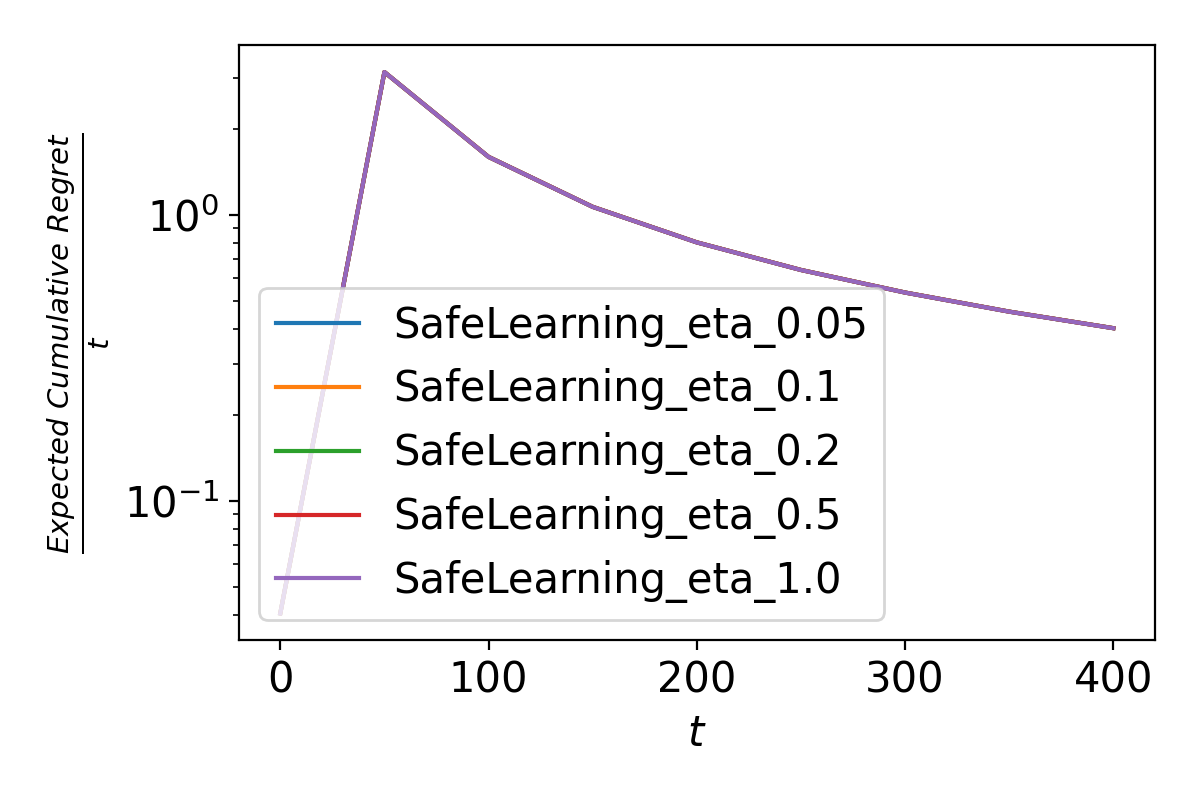 Expected Cumulative Regret
t
10^0
10^{-1}
SafeLearning_eta_0.05
SafeLearning_eta_0.1
SafeLearning_eta_0.2
SafeLearning_eta_0.5
SafeLearning_eta_1.0
0 100 200 300 400
t